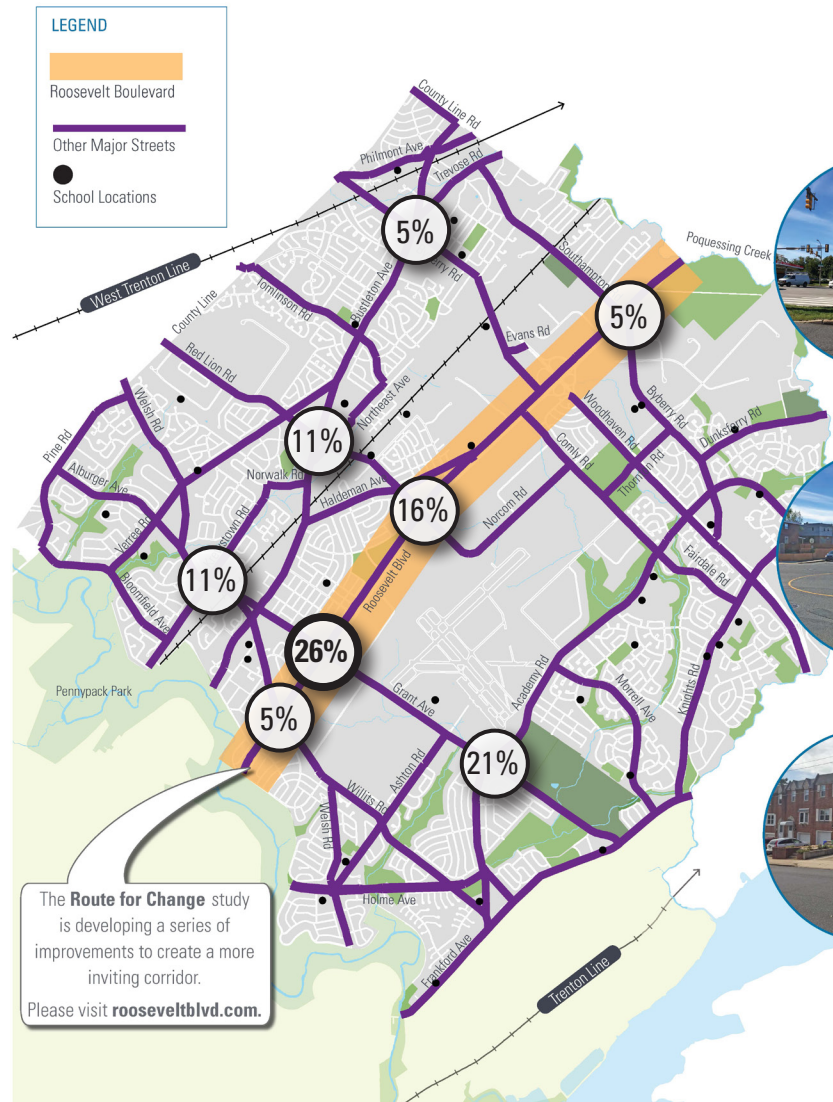 LEGEND
Roosevelt Boulevard
Other Major Streets
School Locations
County Line Rd
Philmont Ave
Trevose Rd
5%
Southampton
Poquessing Creek
West Trenton Line
Bustleton Ave
County Line
Tomlinson Rd
5%
Evans Rd
Red Lion Rd
Northeast Ave
Woodhaven Rd
Byberry Rd
Welsh Rd
Dunksferry Rd
Pine Rd
11%
Comly Rd
Thornton Rd
Alburger Ave
Norwalk Rd
Haldeman Ave
16%
Norcom Rd
Verree Rd
Fairdale Rd
11%
Roosevelt Blvd
Bloomfield Ave
26%
Academy Rd
Knights Rd
Pennypack Park
Grant Ave
Morrell Ave
5%
Ashton Rd
21%
Willits Rd
Welsh Rd
The Route for Change study
is developing a series of
improvements to create a more
inviting corridor.
Please visit rooseveltblvd.com.
Holme Ave
Frankford Ave
Trenton Line